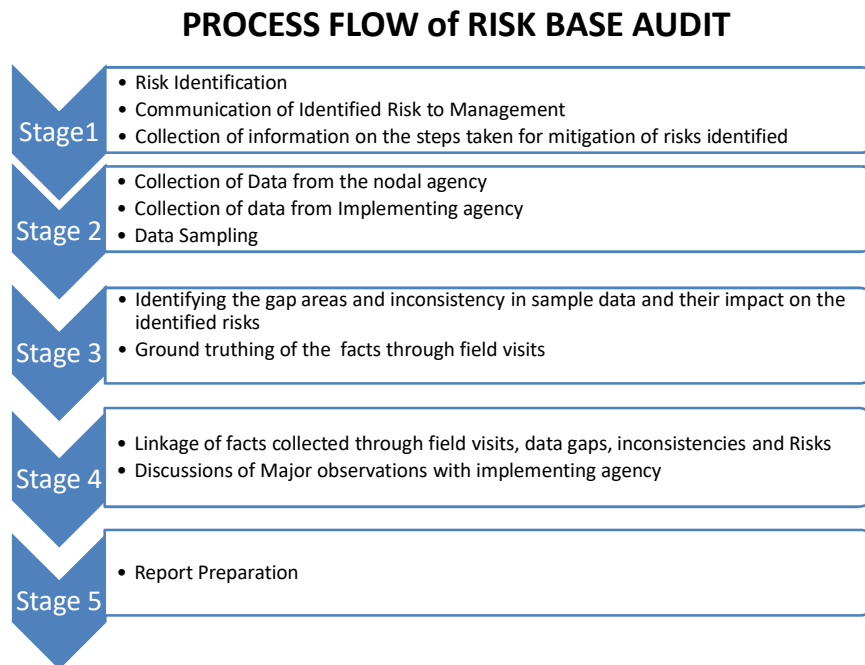 PROCESS FLOW of RISK BASE AUDIT
Stage1
• Risk Identification
• Communication of Identified Risk to Management
• Collection of information on the steps taken for mitigation of risks identified
Stage 2
• Collection of Data from the nodal agency
• Collection of data from Implementing agency
• Data Sampling
Stage 3
• Identifying the gap areas and inconsistency in sample data and their impact on the
identified risks
• Ground truthing of the facts through field visits
Stage 4
• Linkage of facts collected through field visits, data gaps, inconsistencies and Risks
• Discussions of Major observations with implementing agency
Stage 5
• Report Preparation